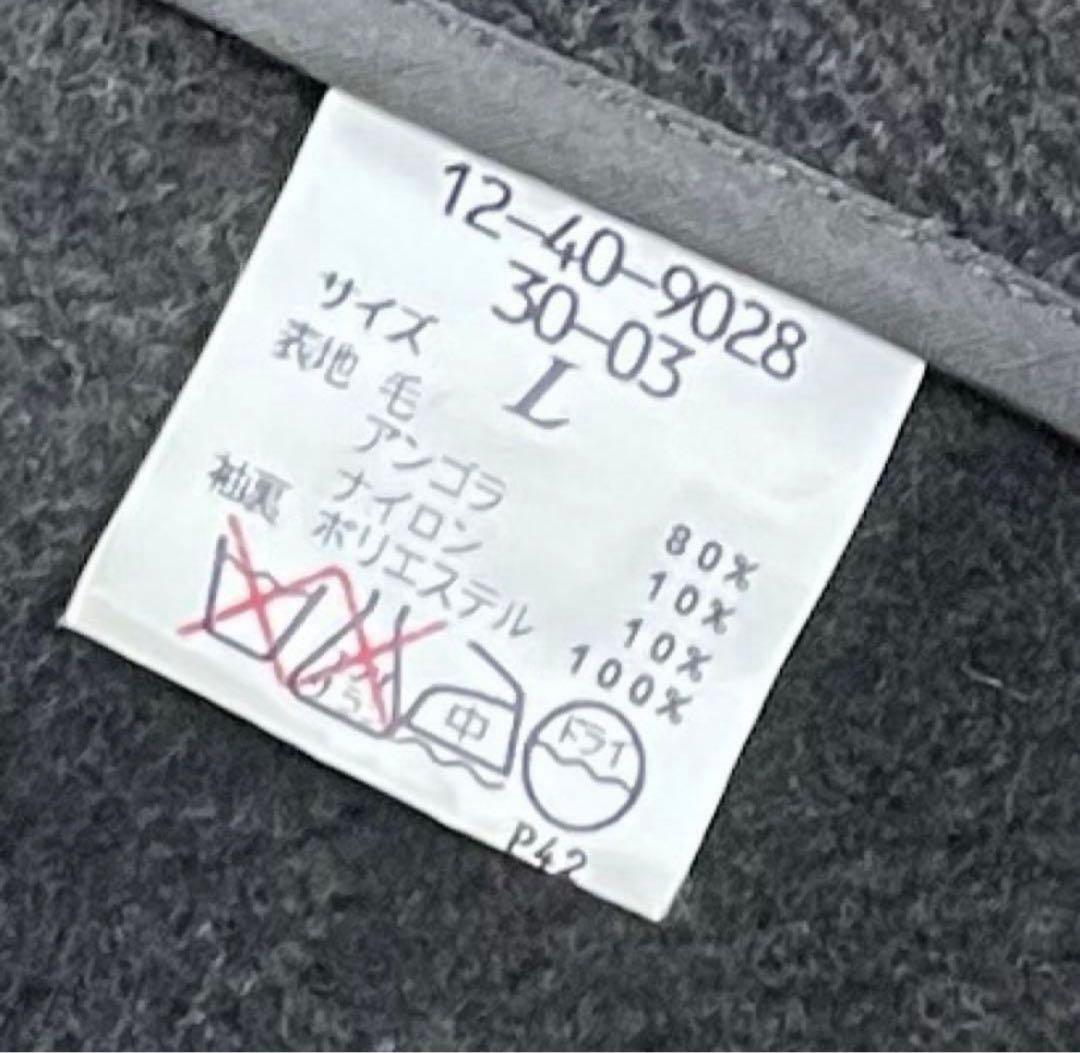 12-40-9028
30-03
サイズ L
表地 毛 80%
アンゴラ 10%
ナイロン 10%
袖裏 ポリエステル 100%
中 ドライ
P42